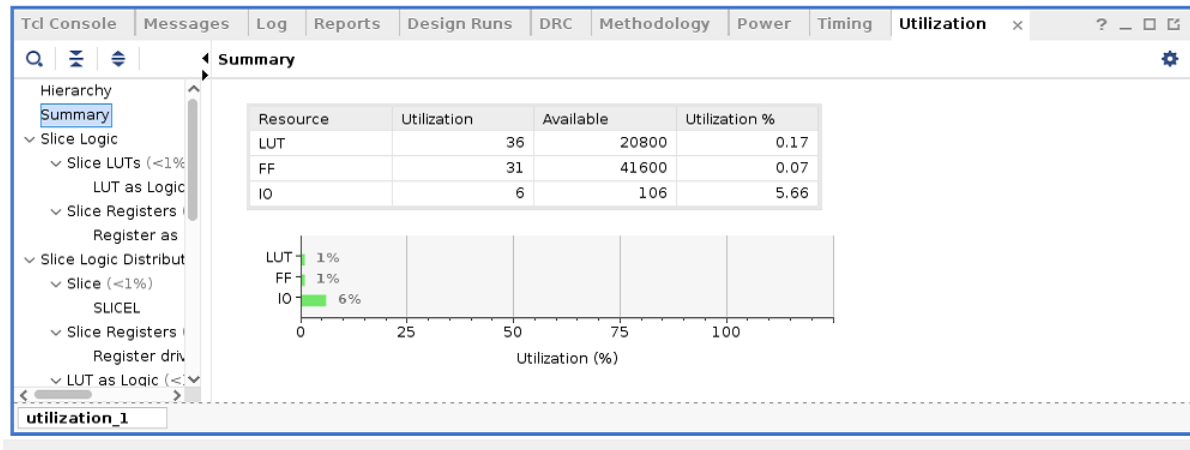 Tcl Console Messages Log Reports Design Runs DRC Methodology Power Timing Utilization × ? _
Summary
Hierarchy
Summary
Slice Logic
Slice LUTs (<1%
LUT as Logic
Slice Registers (
Register as
Slice Logic Distribut
Slice (<1%)
SLICEL
Slice Registers (
Register driv
LUT as Logic (<
Resource Utilization Available Utilization %
LUT 36 20800 0.17
FF 31 41600 0.07
IO 6 106 5.66
LUT 1%
FF 1%
IO 6%
0 25 50 75 100
Utilization (%)
utilization_1